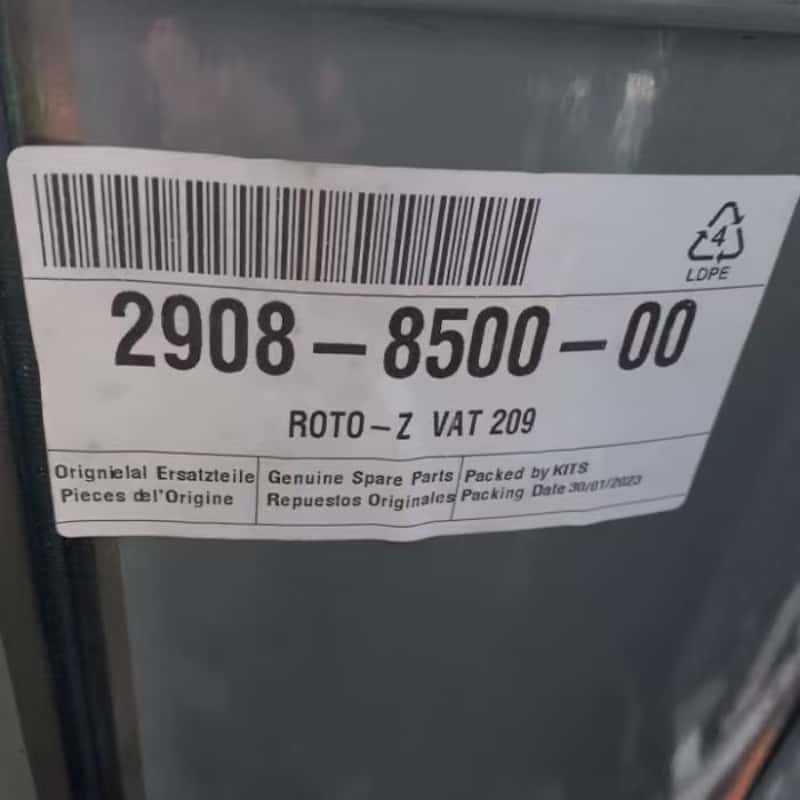 4
LDPE
2908-8500-00
ROTO-Z VAT 209
Orignielal Ersatzteile
Pieces del'Origine
Genuine Spare Parts
Repuestos Originales
Packed by KITS
Packing Date 30/01/2023